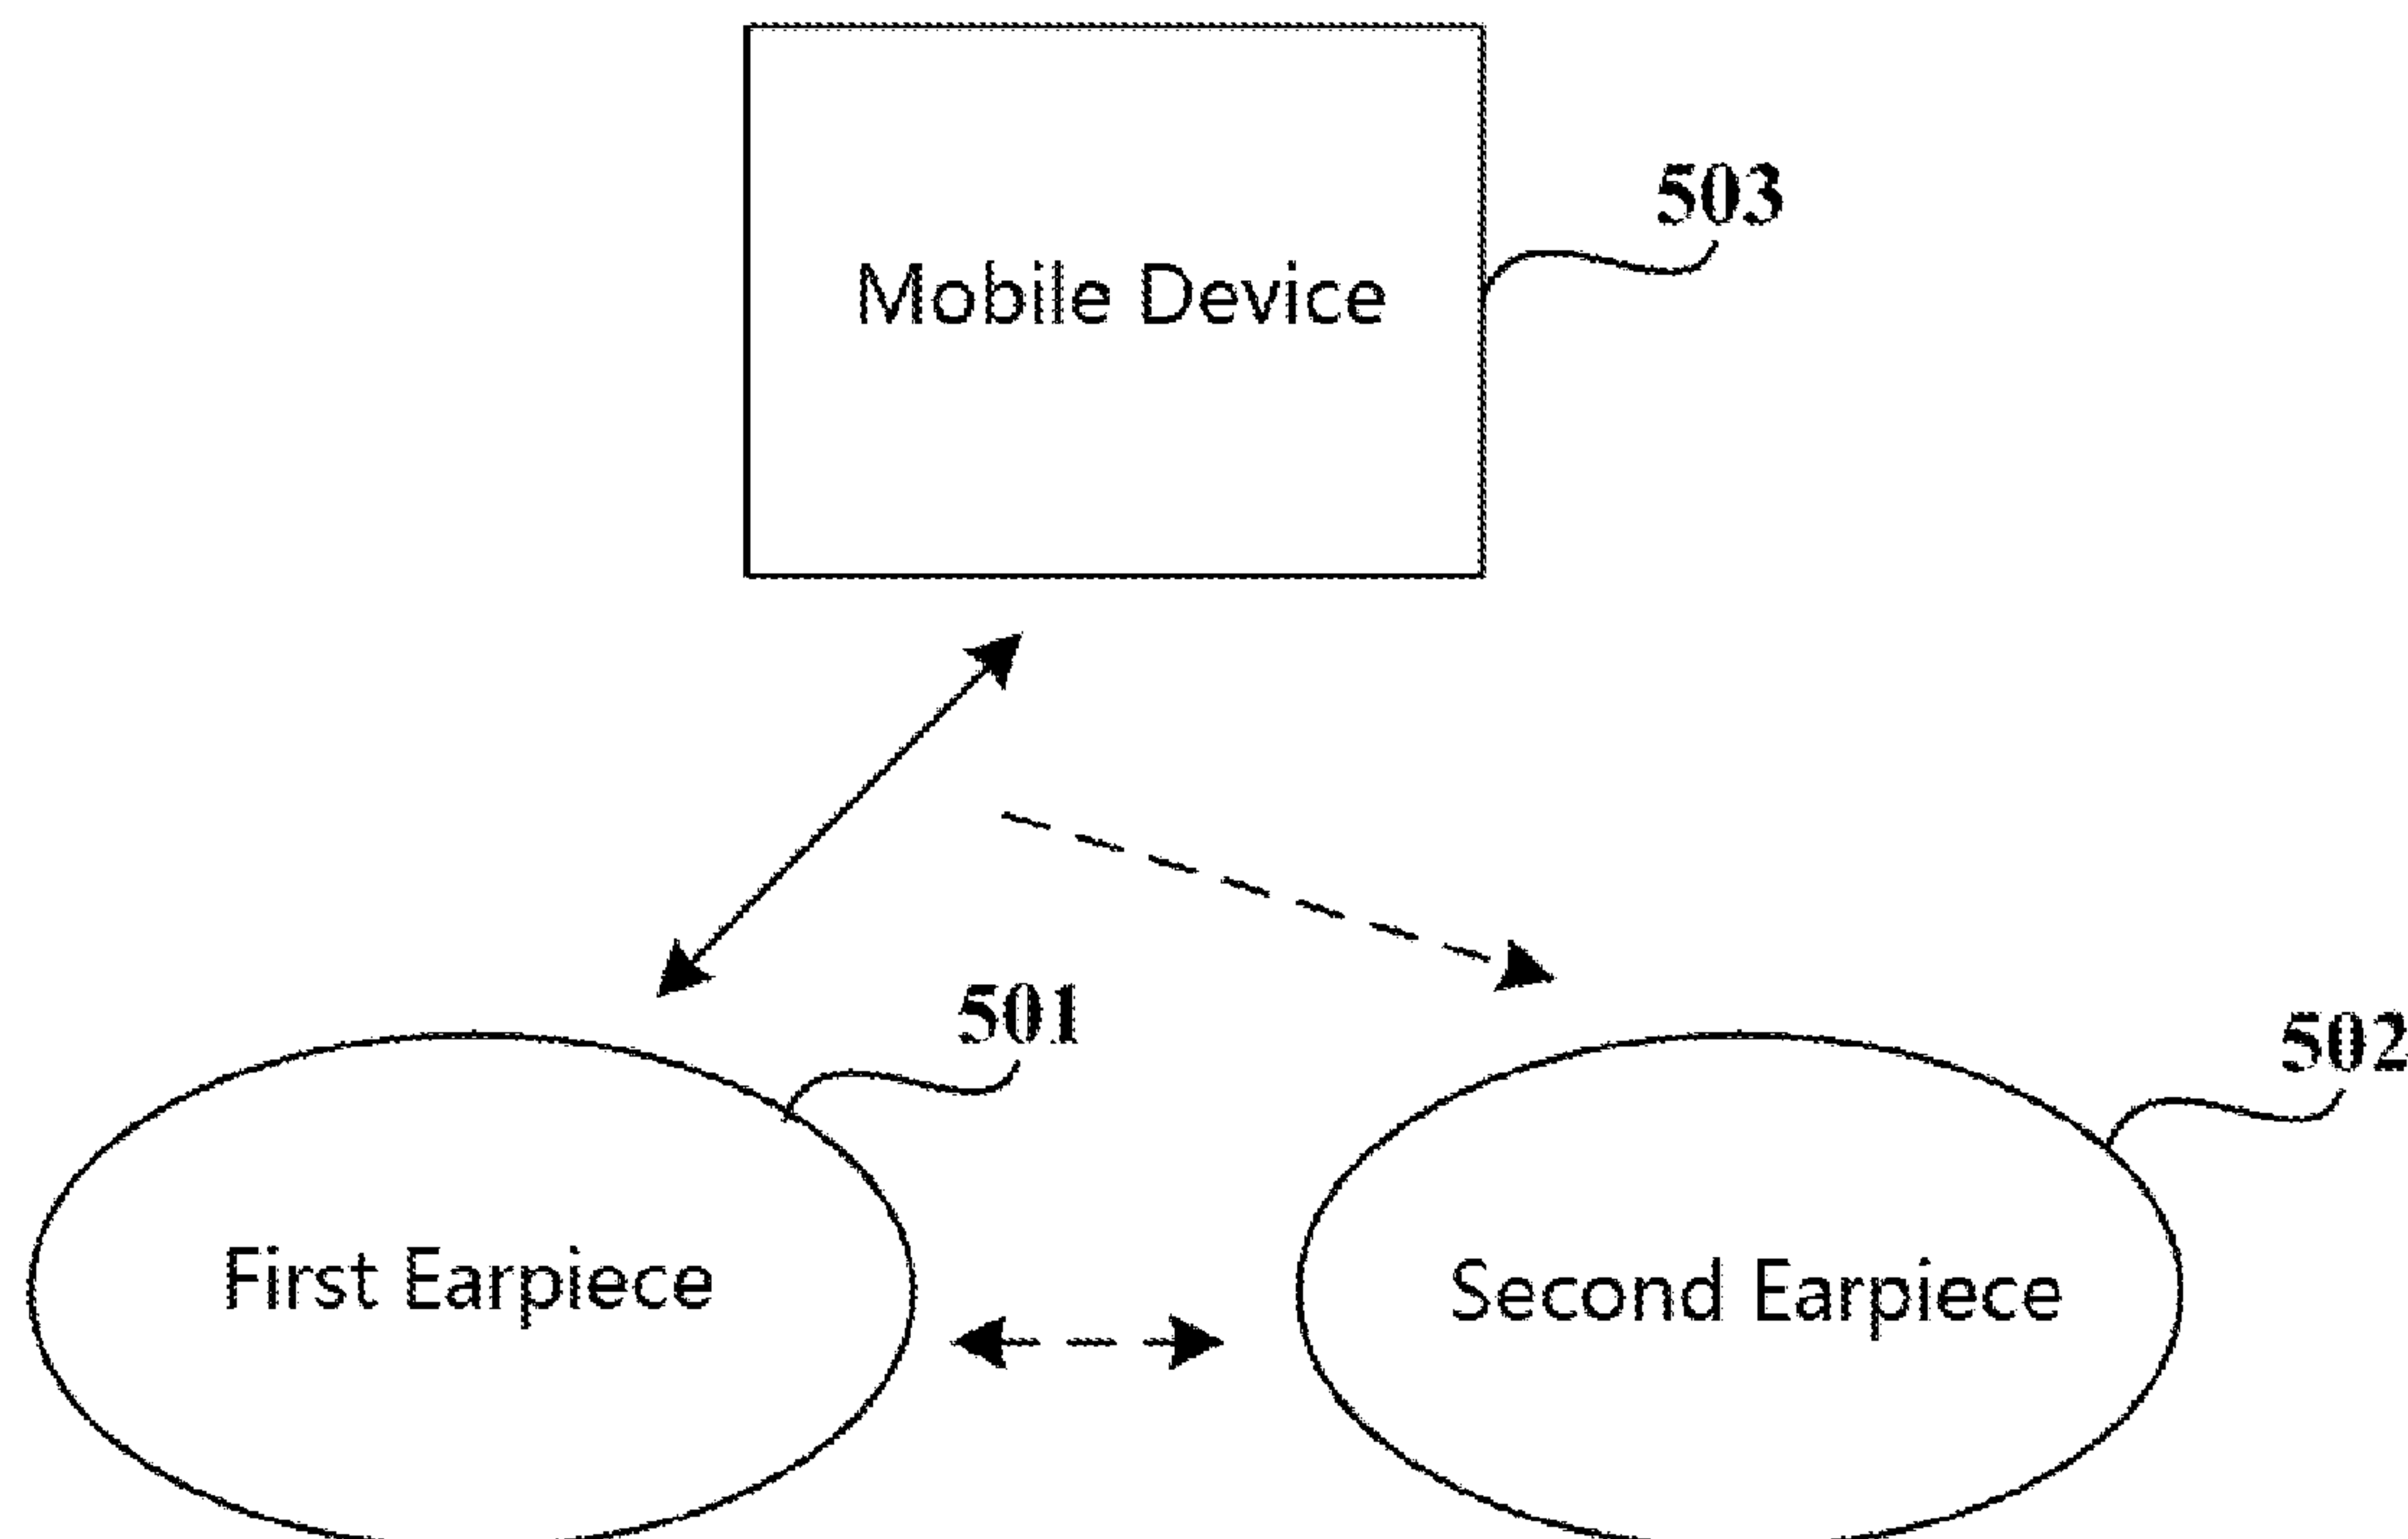 503
Mobile Device
501
502
First Earpiece
Second Earpiece